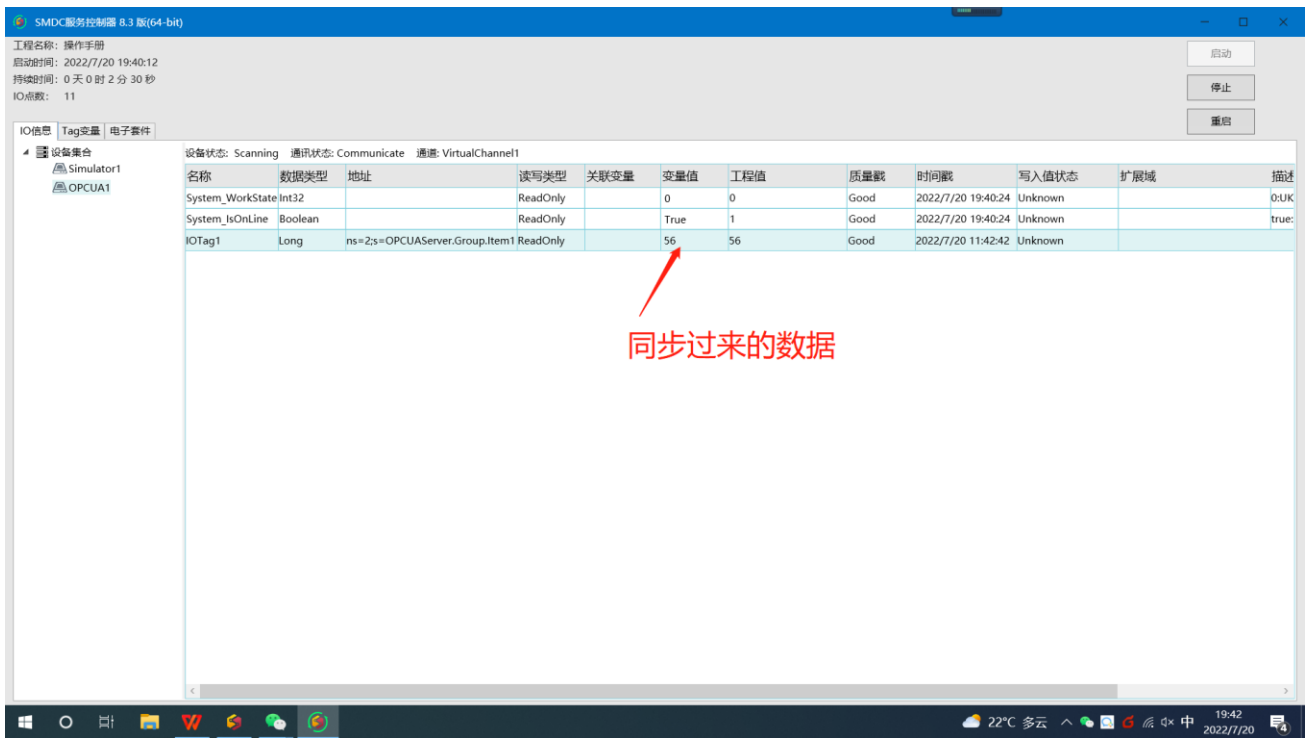 SMDC服务控制器 8.3 版(64-bit)
工程名称: 操作手册
启动时间: 2022/7/20 19:40:12
持续时间: 0 天 0 时 2 分 30 秒
IO点数: 11
启动
停止
重启
IO信息 Tag变量 电子套件
设备集合
Simulator1
OPCUA1
设备状态: Scanning 通讯状态: Communicate 通道: VirtualChannel1
名称 数据类型 地址 读写类型 关联变量 变量值 工程值 质量戳 时间戳 写入值状态 扩展域 描述
System_WorkState Int32 ReadOnly 0 0 Good 2022/7/20 19:40:24 Unknown 0:UK
System_IsOnLine Boolean ReadOnly True 1 Good 2022/7/20 19:40:24 Unknown true:
IOTag1 Long ns=2;s=OPCUAServer.Group.Item1 ReadOnly 56 56 Good 2022/7/20 11:42:42 Unknown
同步过来的数据
22°C 多云 中 19:42
2022/7/20
4